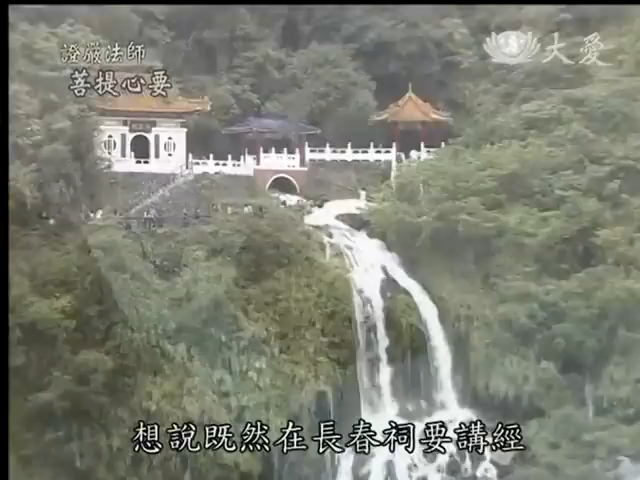 證嚴法師
菩提心要
大愛
想說既然在長春祠要講經